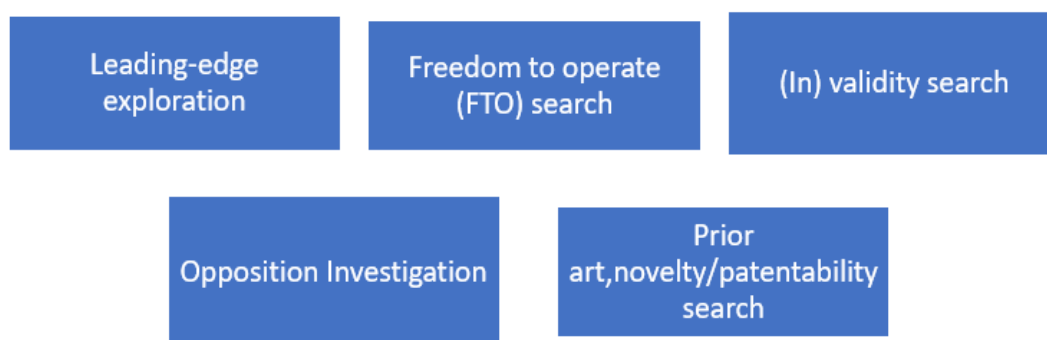 Leading-edge
exploration
Freedom to operate
(FTO) search
(In) validity search
Opposition Investigation
Prior
art,novelty/patentability
search